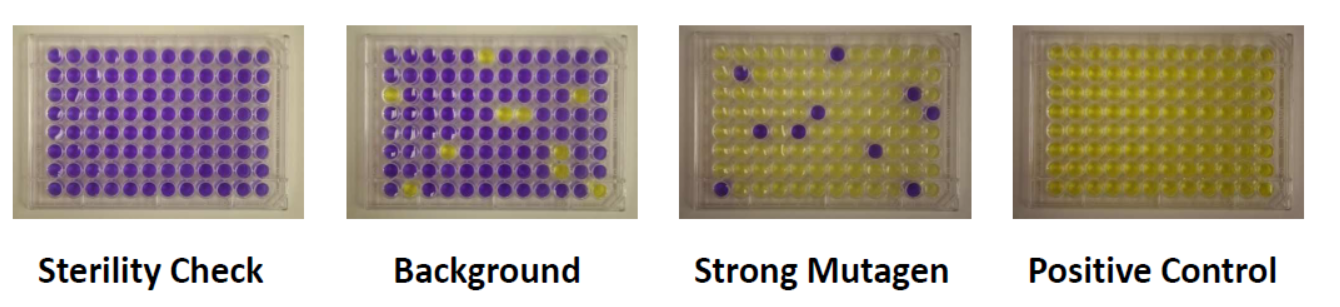 Sterility Check
Background
Strong Mutagen
Positive Control